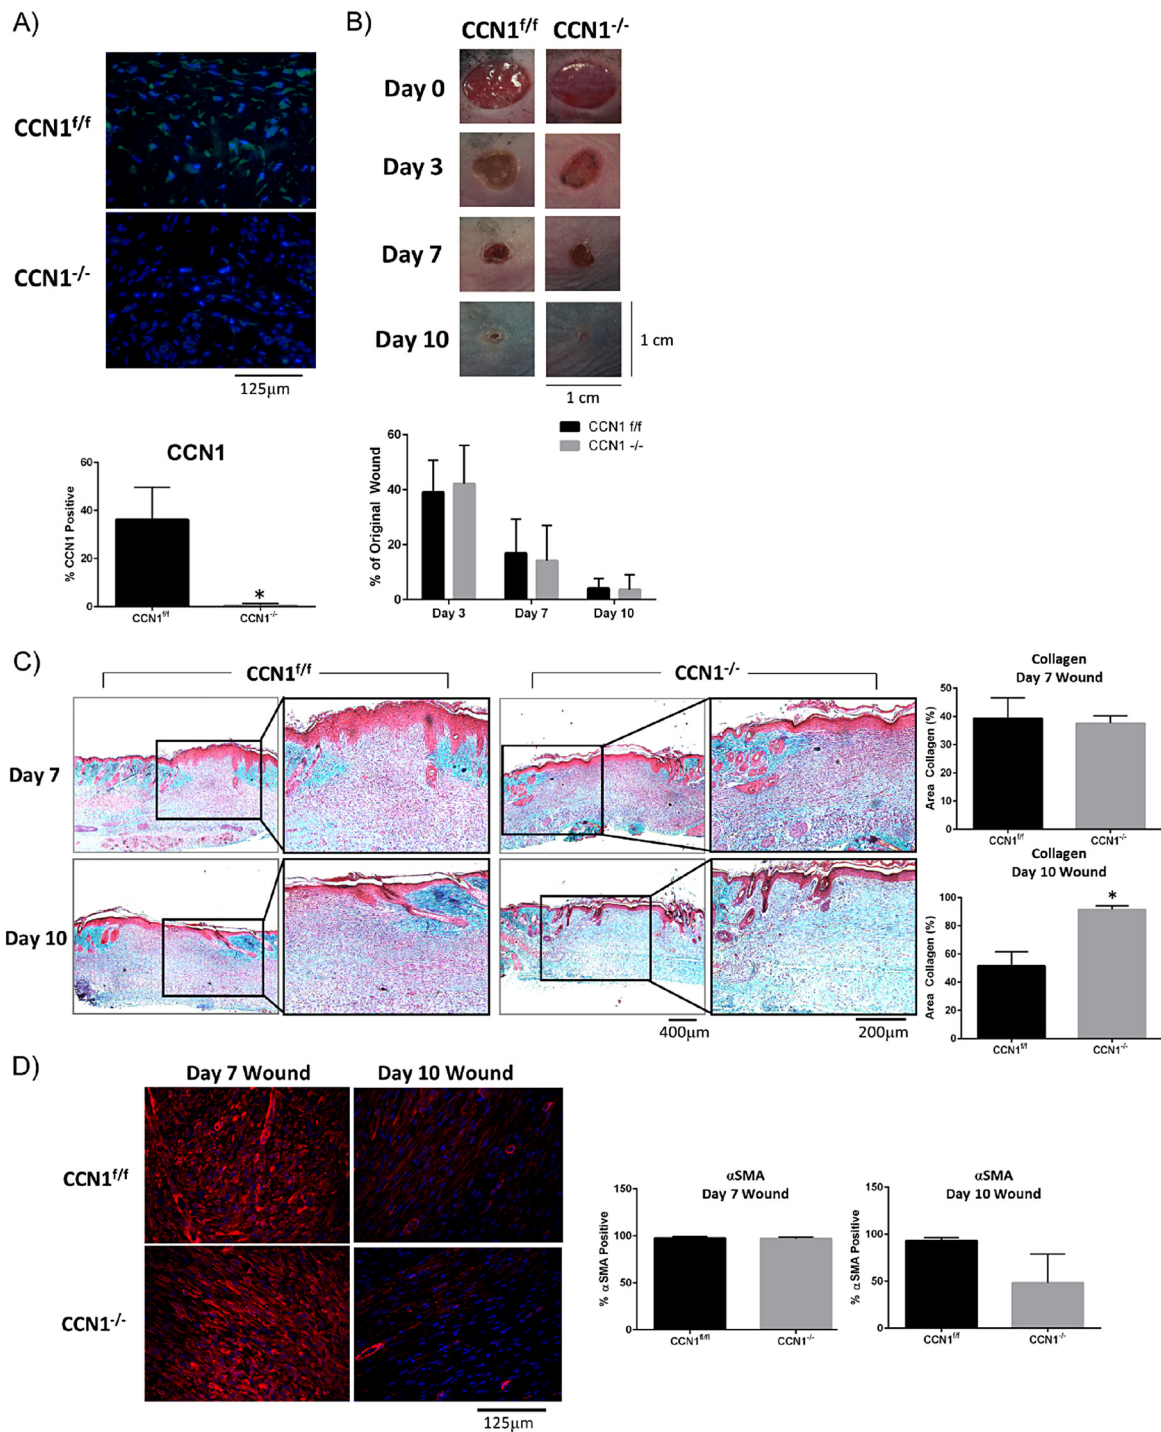 A)
CCN1f/f
CCN1-/-
125µm
CCN1
% CCN1 Positive
60
40
20
0
CCN1f/f
*
CCN1-/-
B)
CCN1f/f CCN1-/-
Day 0
Day 3
Day 7
Day 10
1 cm
1 cm
CCN1 f/f
CCN1 -/-
% of Original Wound
60
40
20
0
Day 3 Day 7 Day 10
C)
CCN1f/f
CCN1-/-
Day 7
Day 10
400µm
200µm
Collagen
Day 7 Wound
Area Collagen (%)
50
40
30
20
10
0
CCN1f/f
CCN1-/-
Collagen
Day 10 Wound
Area Collagen (%)
100
80
60
40
20
0
*
CCN1f/f
CCN1-/-
D)
Day 7 Wound
Day 10 Wound
CCN1f/f
CCN1-/-
125µm
αSMA
Day 7 Wound
% αSMA Positive
150
100
50
0
CCN1fl/fl
CCN1-/-
αSMA
Day 10 Wound
% αSMA Positive
150
100
50
0
CCN1f/f
CCN1-/-